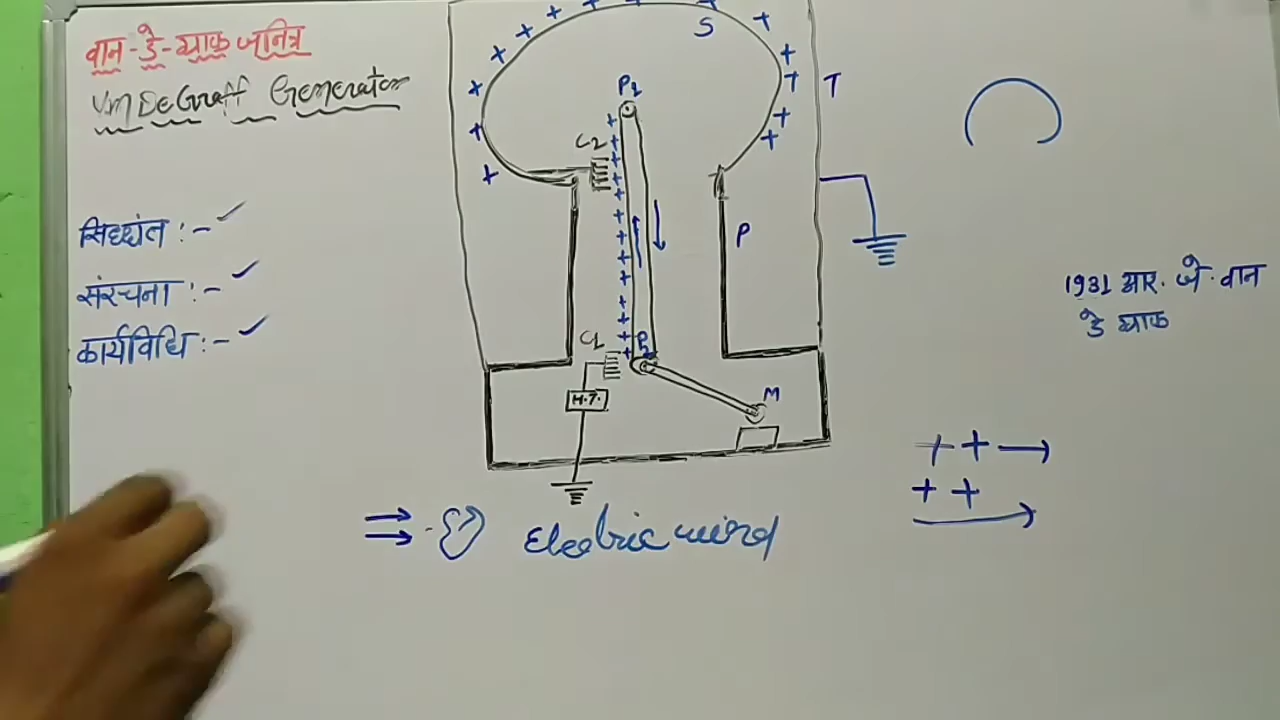 वान-डे-ग्राफ जनित्र
Van De Graff Generator
सिद्धांत :-
संरचना :-
कार्यविधि :-
S
T
P1
C2
P
C1
P2
H.T.
M
1931 आर. जे. वान
डे ग्राफ
+ + →
+ +
Electric wind